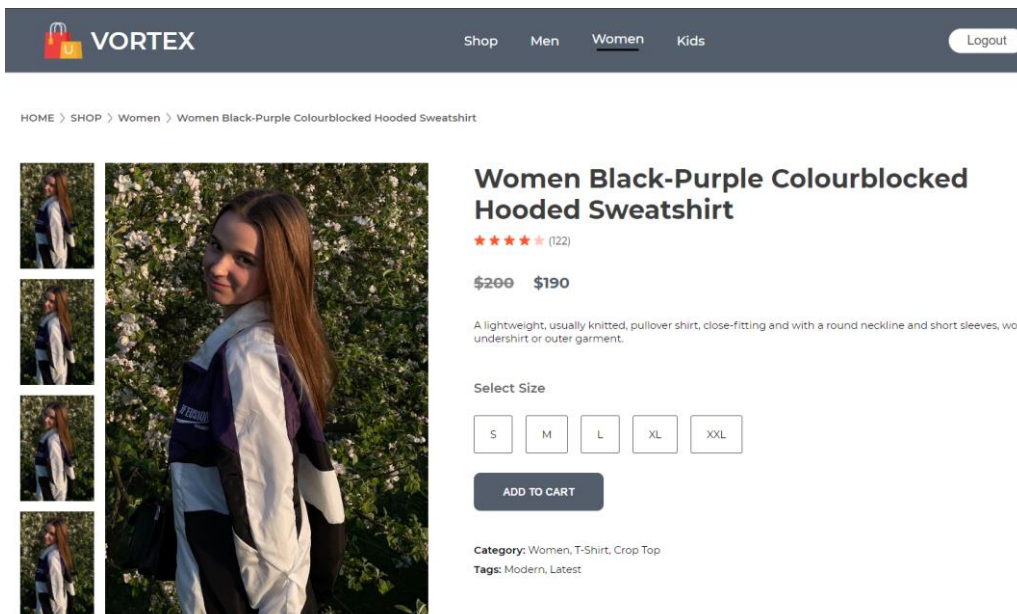 VORTEX
Shop Men Women Kids
Logout
HOME 〉 SHOP 〉 Women 〉 Women Black-Purple Colourblocked Hooded Sweatshirt
Women Black-Purple Colourblocked
Hooded Sweatshirt
(122)
$200 $190
A lightweight, usually knitted, pullover shirt, close-fitting and with a round neckline and short sleeves, wo
undershirt or outer garment.
Select Size
S M L XL XXL
ADD TO CART
Category: Women, T-Shirt, Crop Top
Tags: Modern, Latest